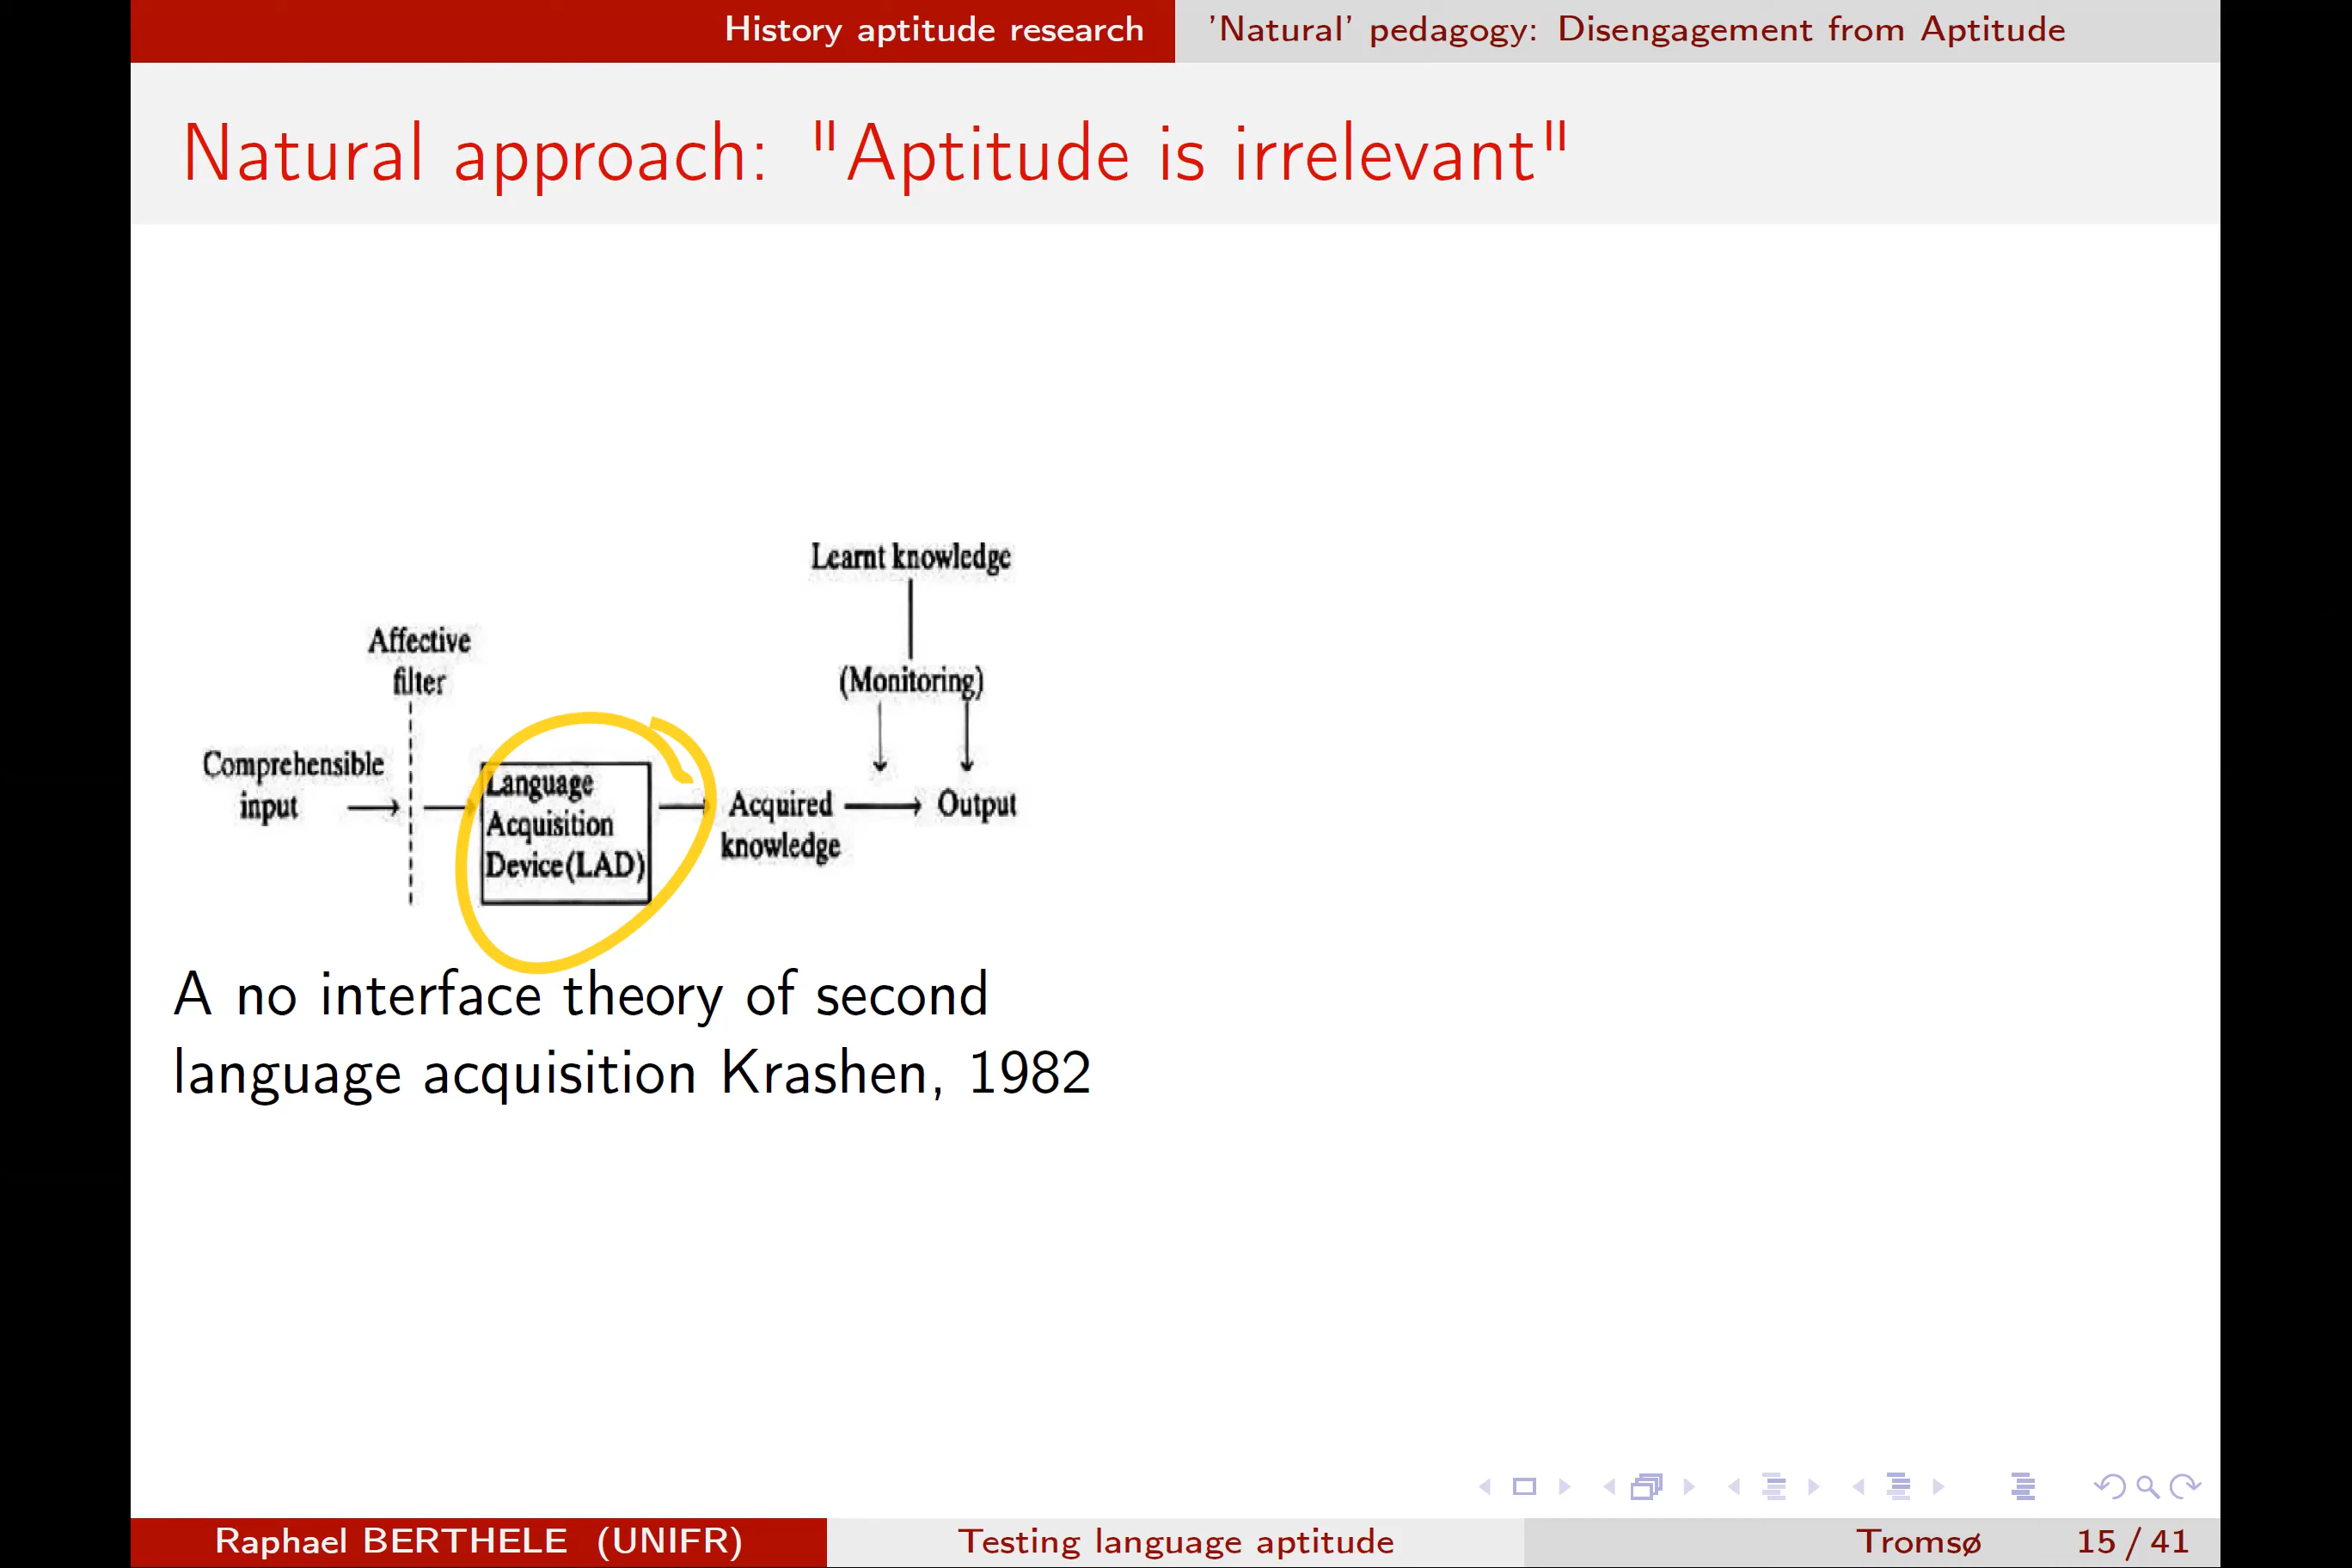 History aptitude research
'Natural' pedagogy: Disengagement from Aptitude
Natural approach: "Aptitude is irrelevant"
Learnt knowledge
Affective
filter
(Monitoring)
Comprehensible
input
Language
Acquisition
Device(LAD)
Acquired
knowledge
Output
A no interface theory of second
language acquisition Krashen, 1982
Raphael BERTHELE (UNIFR)
Testing language aptitude
Tromsø
15 / 41